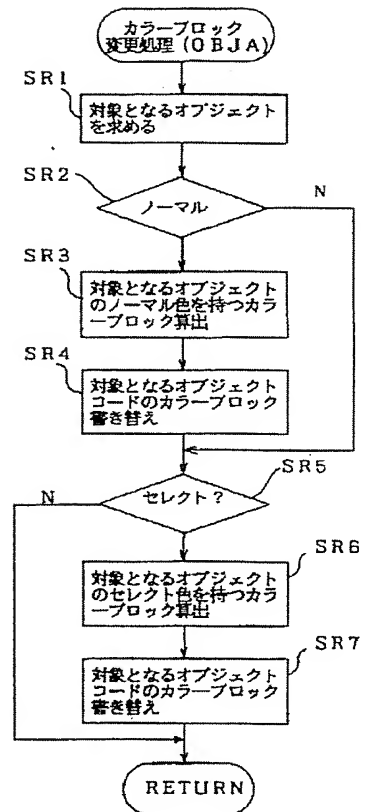 カラーブロック
変更処理(OBJA)
SR1
対象となるオブジェクト
を求める
SR2
ノーマル
N
SR3
対象となるオブジェクト
のノーマル色を持つカラ
ーブロック算出
SR4
対象となるオブジェクト
コードのカラーブロック
書き替え
SR5
セレクト?
N
SR6
対象となるオブジェクト
のセレクト色を持つカラ
ーブロック算出
SR7
対象となるオブジェクト
コードのカラーブロック
書き替え
RETURN